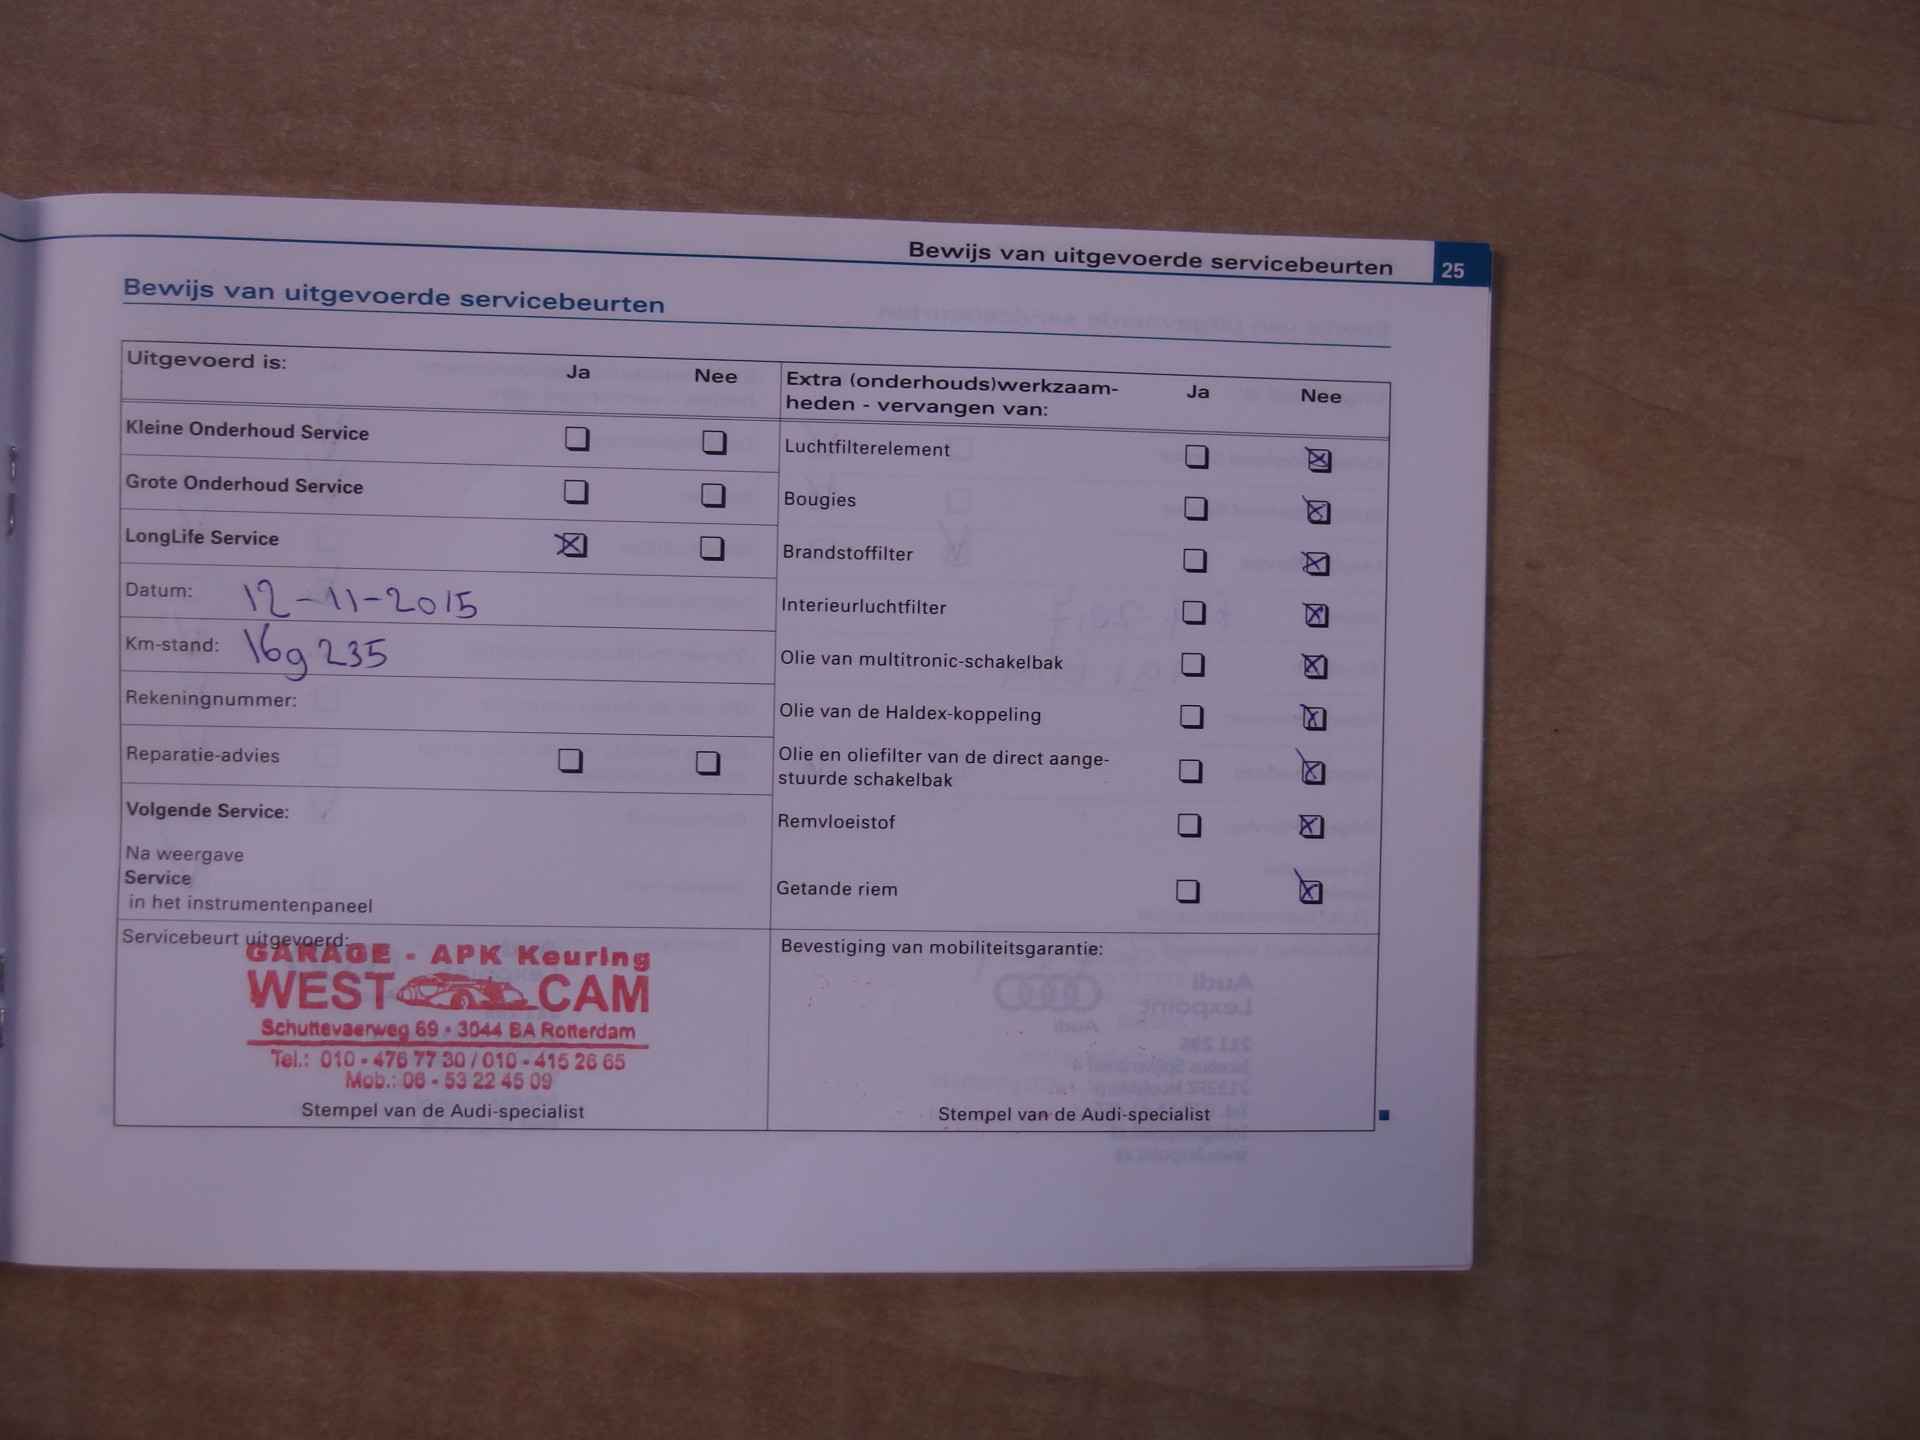 Bewijs van uitgevoerde servicebeurten 25
Bewijs van uitgevoerde servicebeurten
Uitgevoerd is: Ja Nee
Kleine Onderhoud Service
Grote Onderhoud Service
LongLife Service
Datum: 12-11-2015
Km-stand: 169235
Rekeningnummer:
Reparatie-advies
Volgende Service:
Na weergave
Service
in het instrumentenpaneel
Servicebeurt uitgevoerd:
GARAGE - APK Keuring
WEST CAM
Schuttevaerweg 69 - 3044 BA Rotterdam
Tel.: 010 - 476 77 30 / 010 - 415 26 65
Mob.: 06 - 53 22 45 09
Stempel van de Audi-specialist
Extra (onderhouds)werkzaam-
heden - vervangen van: Ja Nee
Luchtfilterelement
Bougies
Brandstoffilter
Interieurluchtfilter
Olie van multitronic-schakelbak
Olie van de Haldex-koppeling
Olie en oliefilter van de direct aange-
stuurde schakelbak
Remvloeistof
Getande riem
Bevestiging van mobiliteitsgarantie:
Stempel van de Audi-specialist